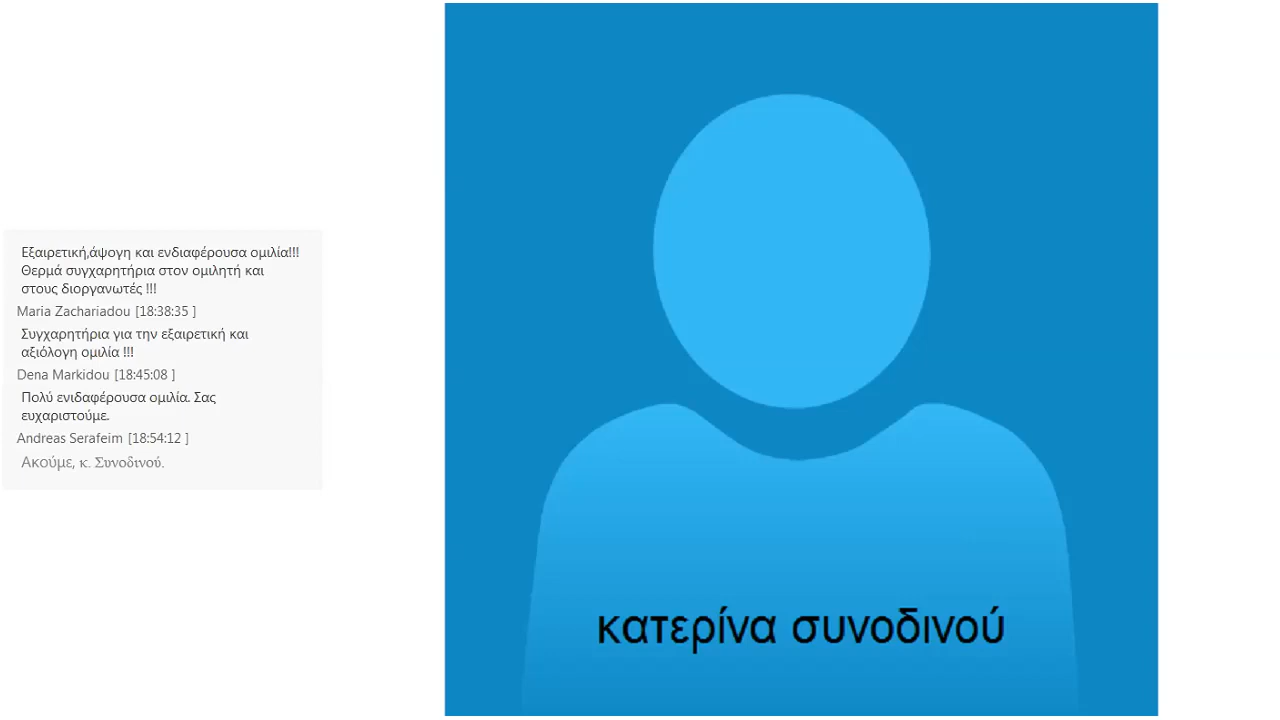 Εξαιρετική,άψογη και ενδιαφέρουσα ομιλία!!!
Θερμά συγχαρητήρια στον ομιλητή και
στους διοργανωτές !!!
Maria Zachariadou [18:38:35 ]
Συγχαρητήρια για την εξαιρετική και
αξιόλογη ομιλία !!!
Dena Markidou [18:45:08 ]
Πολύ ενιδαφέρουσα ομιλία. Σας
ευχαριστούμε.
Andreas Serafeim [18:54:12 ]
Ακούμε, κ. Συνοδινού.
κατερίνα συνοδινού